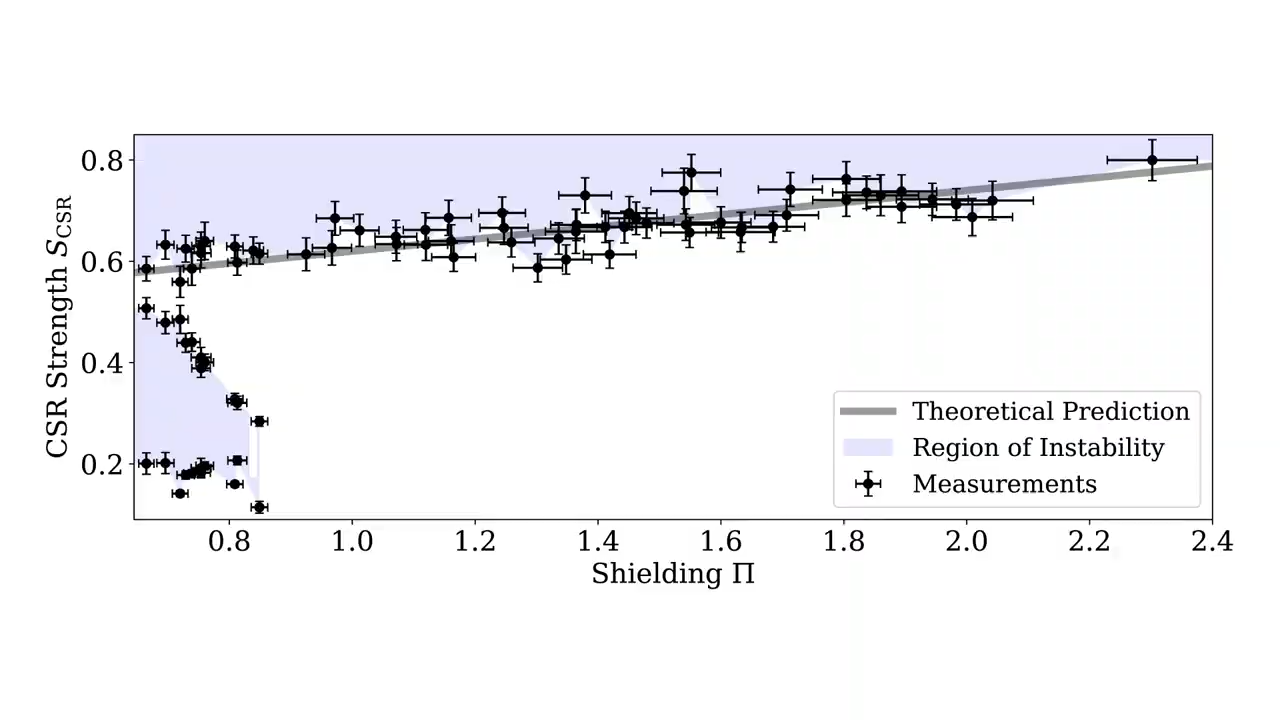 CSR Strength S_CSR
0.8
0.6
0.4
0.2
Theoretical Prediction
Region of Instability
Measurements
0.8 1.0 1.2 1.4 1.6 1.8 2.0 2.2 2.4
Shielding Π